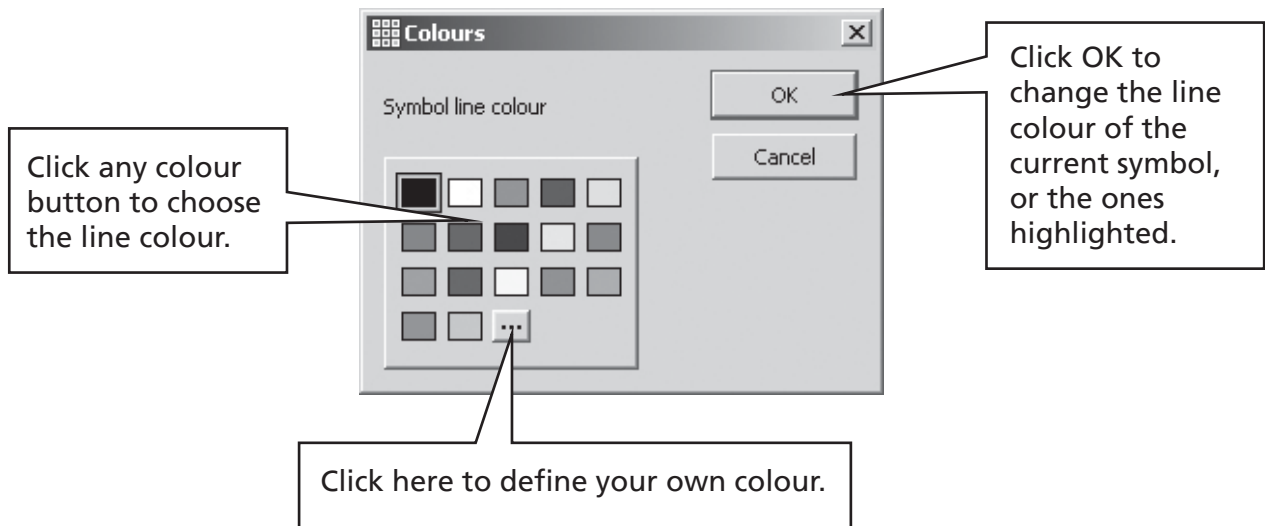 Colours
Symbol line colour
OK
Cancel
...
Click any colour
button to choose
the line colour.
Click OK to
change the line
colour of the
current symbol,
or the ones
highlighted.
Click here to define your own colour.